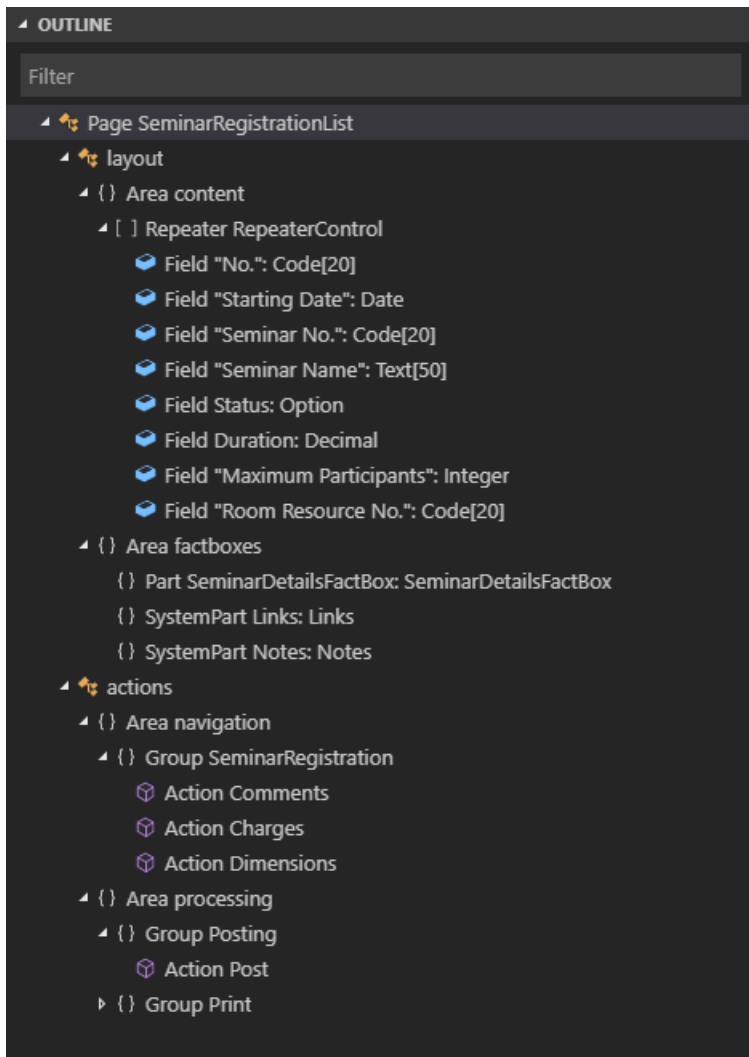 OUTLINE
Filter
Page SeminarRegistrationList
layout
{} Area content
[ ] Repeater RepeaterControl
Field "No.": Code[20]
Field "Starting Date": Date
Field "Seminar No.": Code[20]
Field "Seminar Name": Text[50]
Field Status: Option
Field Duration: Decimal
Field "Maximum Participants": Integer
Field "Room Resource No.": Code[20]
{} Area factboxes
{} Part SeminarDetailsFactBox: SeminarDetailsFactBox
{} SystemPart Links: Links
{} SystemPart Notes: Notes
actions
{} Area navigation
{} Group SeminarRegistration
Action Comments
Action Charges
Action Dimensions
{} Area processing
{} Group Posting
Action Post
{} Group Print